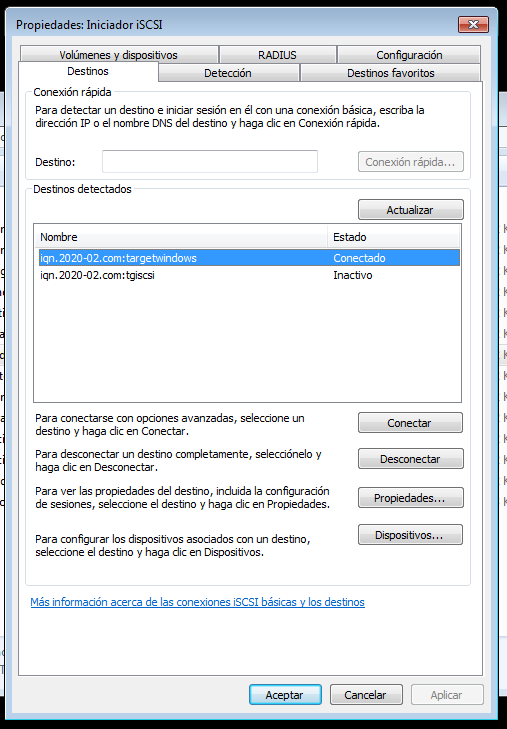 Propiedades: Iniciador iSCSI
Volúmenes y dispositivos
RADIUS
Configuración
Destinos
Detección
Destinos favoritos
Conexión rápida
Para detectar un destino e iniciar sesión en él con una conexión básica, escriba la
dirección IP o el nombre DNS del destino y haga clic en Conexión rápida.
Destino:
Conexión rápida...
Destinos detectados
Actualizar
Nombre
Estado
iqn.2020-02.com:targetwindows
Conectado
iqn.2020-02.com:tgiscsi
Inactivo
Para conectarse con opciones avanzadas, seleccione un
destino y haga clic en Conectar.
Conectar
Para desconectar un destino completamente, selecciónelo y
haga clic en Desconectar.
Desconectar
Para ver las propiedades del destino, incluida la configuración
de sesiones, seleccione el destino y haga clic en Propiedades.
Propiedades...
Para configurar los dispositivos asociados con un destino,
seleccione el destino y haga clic en Dispositivos.
Dispositivos...
Más información acerca de las conexiones iSCSI básicas y los destinos
Aceptar
Cancelar
Aplicar